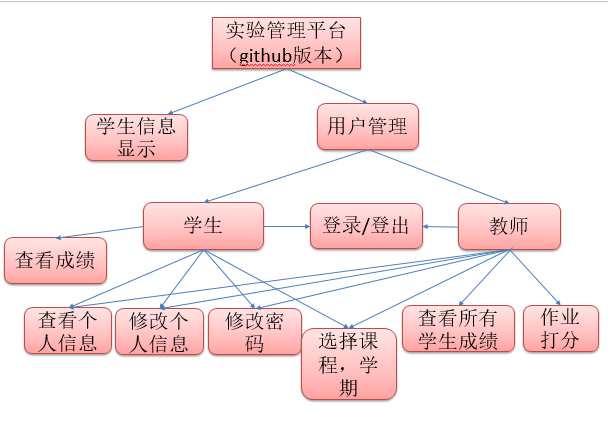 实验管理平台
（github版本）
学生信息
显示
用户管理
学生
登录/登出
教师
查看成绩
查看个
人信息
修改个
人信息
修改密
码
选择课
程，学
期
查看所有
学生成绩
作业
打分